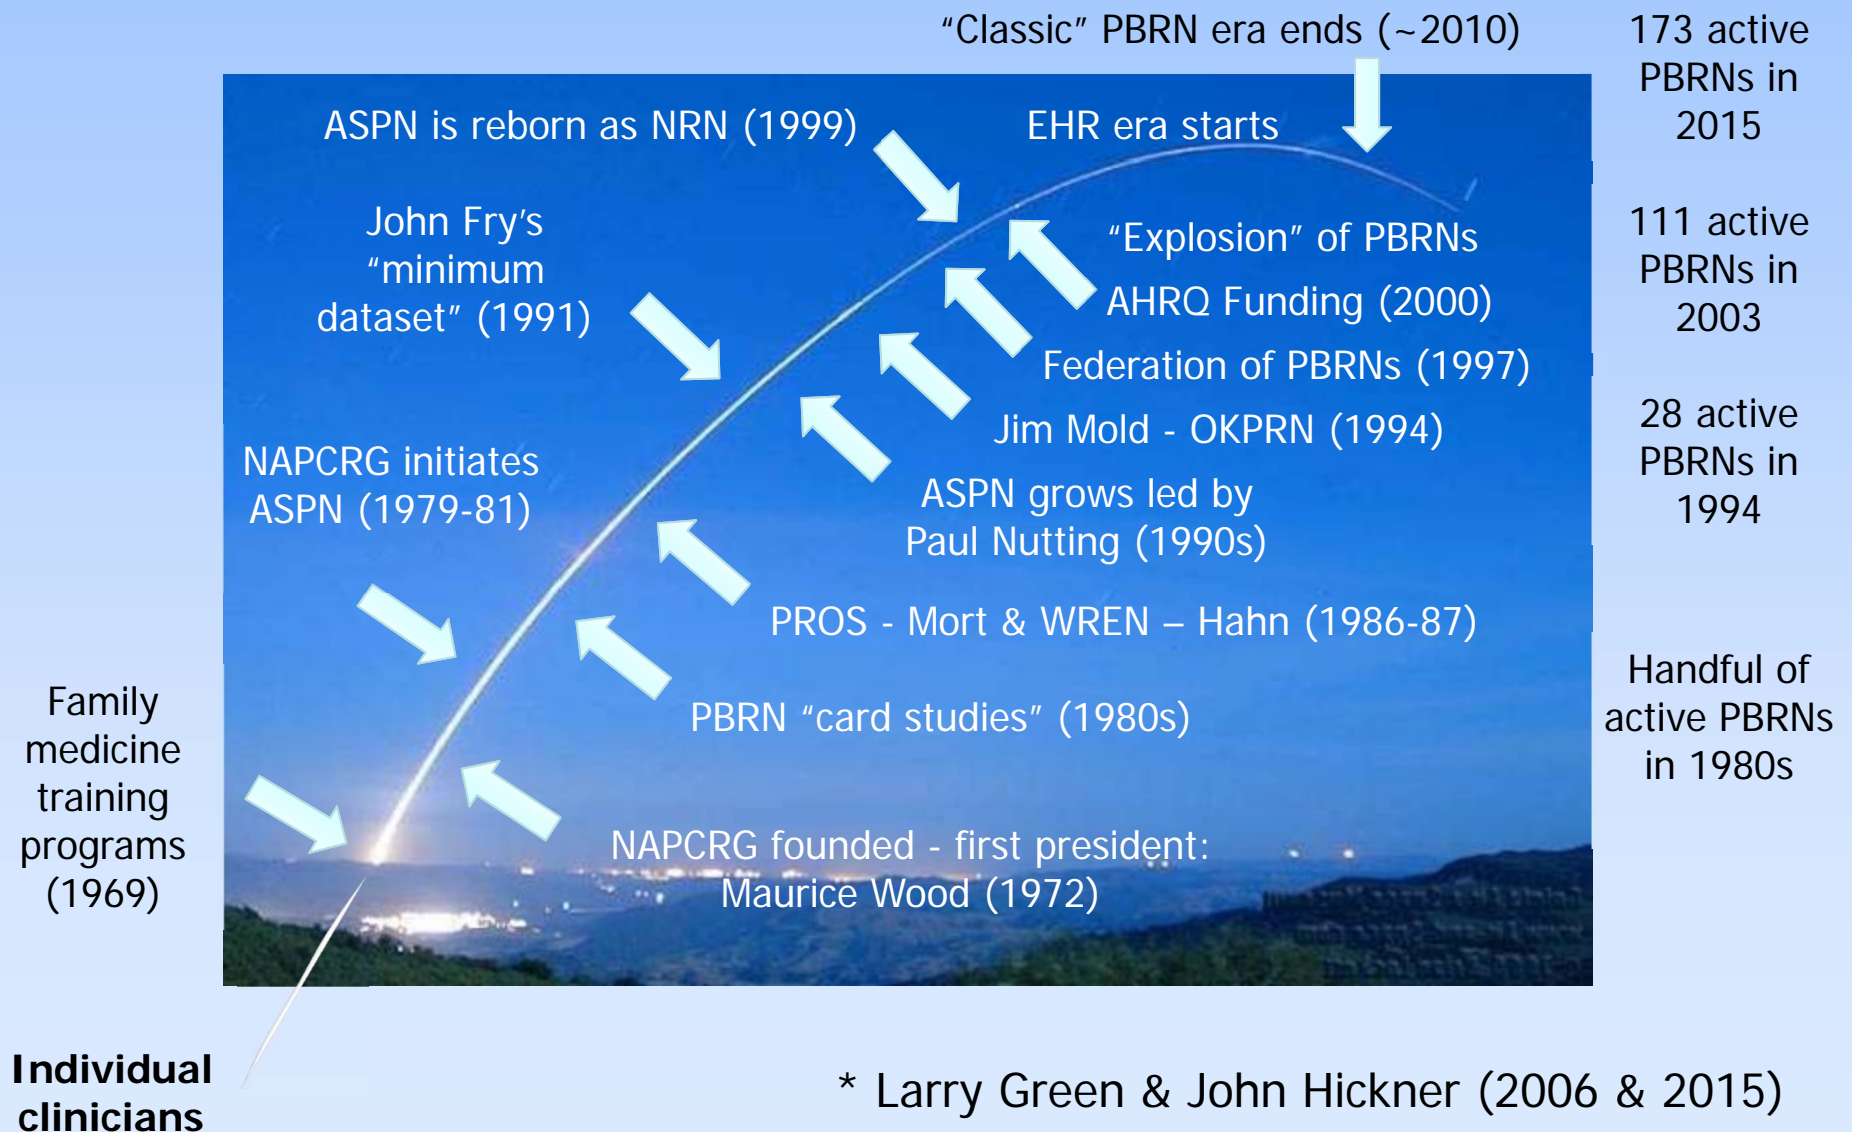 “Classic” PBRN era ends (~2010)
173 active
PBRNs in
2015
ASPN is reborn as NRN (1999)
EHR era starts
John Fry’s
“minimum
dataset” (1991)
“Explosion” of PBRNs
AHRQ Funding (2000)
111 active
PBRNs in
2003
Federation of PBRNs (1997)
Jim Mold - OKPRN (1994)
28 active
PBRNs in
1994
NAPCRG initiates
ASPN (1979-81)
ASPN grows led by
Paul Nutting (1990s)
PROS - Mort & WREN – Hahn (1986-87)
Handful of
active PBRNs
in 1980s
PBRN “card studies” (1980s)
Family
medicine
training
programs
(1969)
NAPCRG founded - first president:
Maurice Wood (1972)
Individual
clinicians
* Larry Green & John Hickner (2006 & 2015)